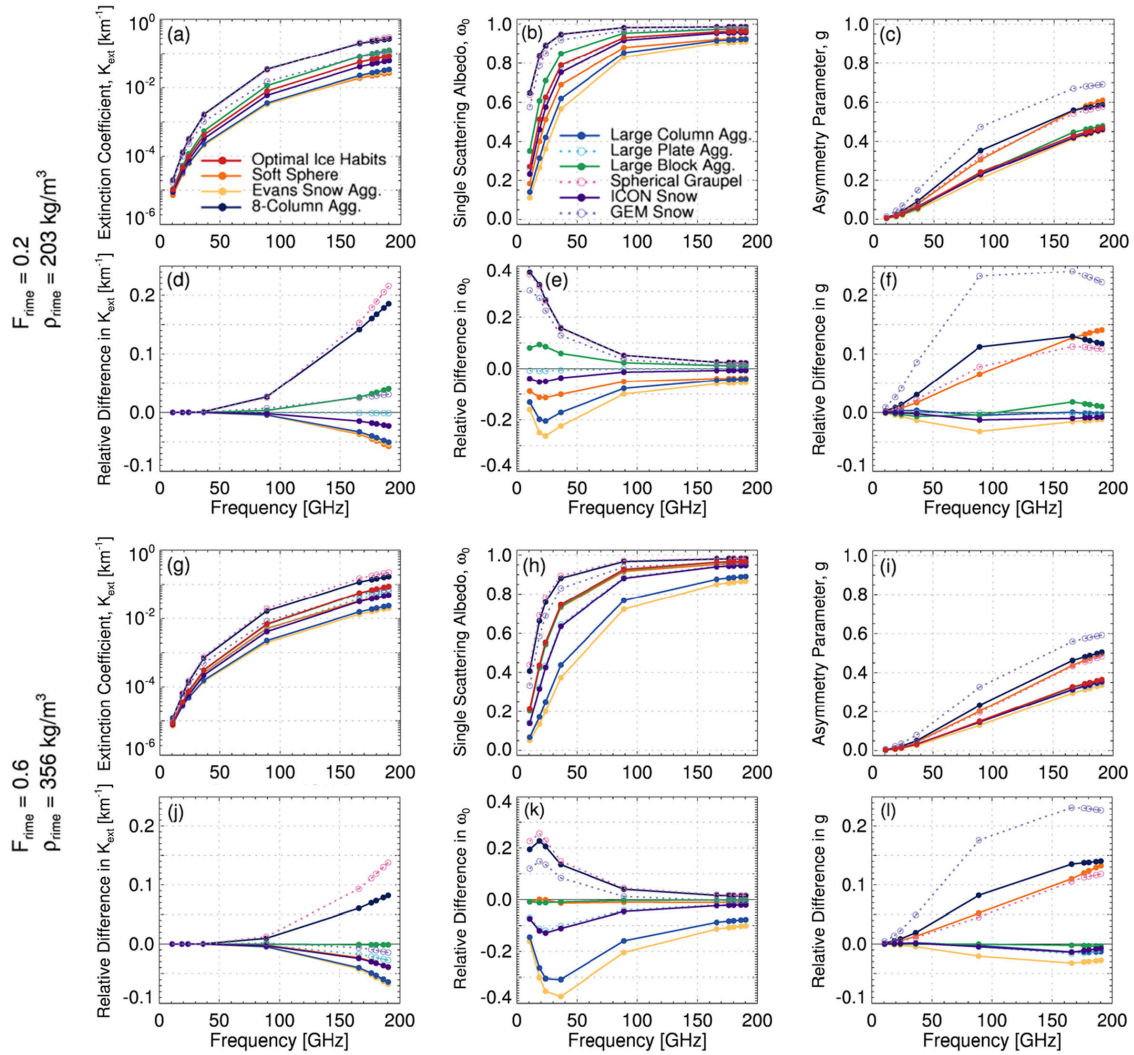 F_rime = 0.2
ρ_rime = 203 kg/m³
(a)
Extinction Coefficient, K_ext [km⁻¹]
10⁰
10⁻²
10⁻⁴
10⁻⁶
0 50 100 150 200
Optimal Ice Habits
Soft Sphere
Evans Snow Agg.
8-Column Agg.
(b)
Single Scattering Albedo, ω₀
1.0
0.8
0.6
0.4
0.2
0.0
0 50 100 150 200
Large Column Agg.
Large Plate Agg.
Large Block Agg.
Spherical Graupel
ICON Snow
GEM Snow
(c)
Asymmetry Parameter, g
1.0
0.8
0.6
0.4
0.2
0.0
0 50 100 150 200
(d)
Relative Difference in K_ext [km⁻¹]
0.2
0.1
0.0
-0.1
0 50 100 150 200
Frequency [GHz]
(e)
Relative Difference in ω₀
0.4
0.2
0.0
-0.2
-0.4
0 50 100 150 200
Frequency [GHz]
(f)
Relative Difference in g
0.2
0.1
0.0
-0.1
0 50 100 150 200
Frequency [GHz]
F_rime = 0.6
ρ_rime = 356 kg/m³
(g)
Extinction Coefficient, K_ext [km⁻¹]
10⁰
10⁻²
10⁻⁴
10⁻⁶
0 50 100 150 200
(h)
Single Scattering Albedo, ω₀
1.0
0.8
0.6
0.4
0.2
0.0
0 50 100 150 200
(i)
Asymmetry Parameter, g
1.0
0.8
0.6
0.4
0.2
0.0
0 50 100 150 200
(j)
Relative Difference in K_ext [km⁻¹]
0.2
0.1
0.0
-0.1
0 50 100 150 200
Frequency [GHz]
(k)
Relative Difference in ω₀
0.4
0.2
0.0
-0.2
-0.4
0 50 100 150 200
Frequency [GHz]
(l)
Relative Difference in g
0.2
0.1
0.0
-0.1
0 50 100 150 200
Frequency [GHz]